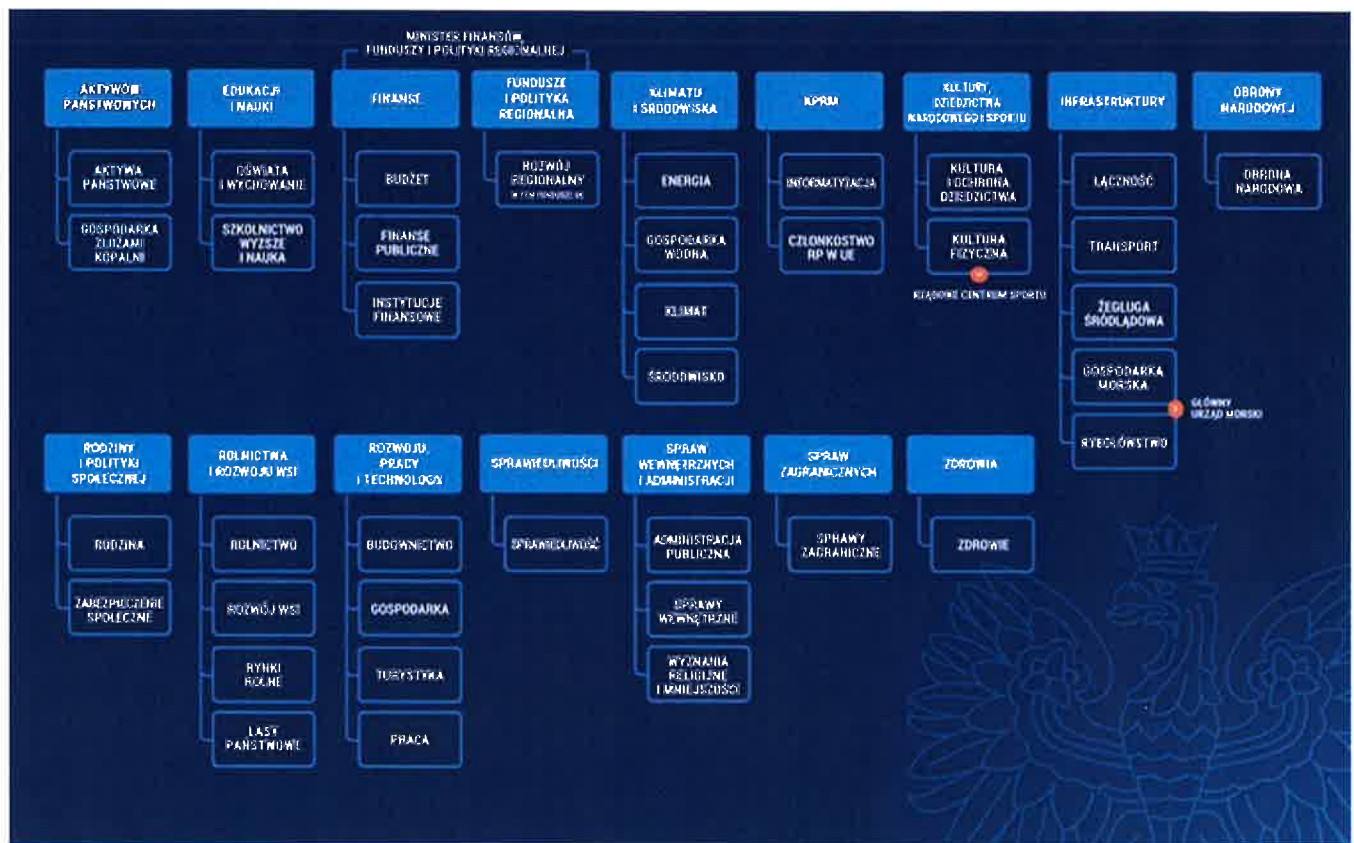 MINISTER FINANSÓW,
FUNDUSZY I POLITYKI REGIONALNEJ
AKTYWÓW
PAŃSTWOWYCH
EDUKACJI
I NAUKI
FINANSE
FUNDUSZE
I POLITYKA
REGIONALNA
KLIMATU
I ŚRODOWISKA
KPRM
KULTURY,
DZIEDZICTWA
NARODOWEGO I SPORTU
INFRASTRUKTURY
OBRONY
NARODOWEJ
AKTYWA
PAŃSTWOWE
GOSPODARKA
ZŁOŻAMI
KOPALIN
OŚWIATA
I WYCHOWANIE
SZKOLNICTWO
WYŻSZE
I NAUKA
BUDŻET
FINANSE
PUBLICZNE
INSTYTUCJE
FINANSOWE
ROZWÓJ
REGIONALNY
W TYM FUNDUSZE UE
ENERGIA
GOSPODARKA
WODNA
KLIMAT
ŚRODOWISKO
INFORMATYZACJA
CZŁONKOSTWO
RP W UE
KULTURA
I OCHRONA
DZIEDZICTWA
KULTURA
FIZYCZNA
RZĄDOWE CENTRUM SPORTU
ŁĄCZNOŚĆ
TRANSPORT
ŻEGLUGA
ŚRÓDLĄDOWA
GOSPODARKA
MORSKA
GŁÓWNY
URZĄD MORSKI
RYBOŁÓWSTWO
OBRONA
NARODOWA
RODZINY
I POLITYKI
SPOŁECZNEJ
ROLNICTWA
I ROZWOJU WSI
ROZWOJU,
PRACY
I TECHNOLOGII
SPRAWIEDLIWOŚCI
SPRAW
WEWNĘTRZNYCH
I ADMINISTRACJI
SPRAW
ZAGRANICZNYCH
ZDROWIA
RODZINA
ZABEZPIECZENIE
SPOŁECZNE
ROLNICTWO
ROZWÓJ WSI
RYNKI
ROLNE
LASY
PAŃSTWOWE
BUDOWNICTWO
GOSPODARKA
TURYSTYKA
PRACA
SPRAWIEDLIWOŚĆ
ADMINISTRACJA
PUBLICZNA
SPRAWY
WEWNĘTRZNE
WYZNANIA
RELIGIJNE
I MNIEJSZOŚCI
SPRAWY
ZAGRANICZNE
ZDROWIE